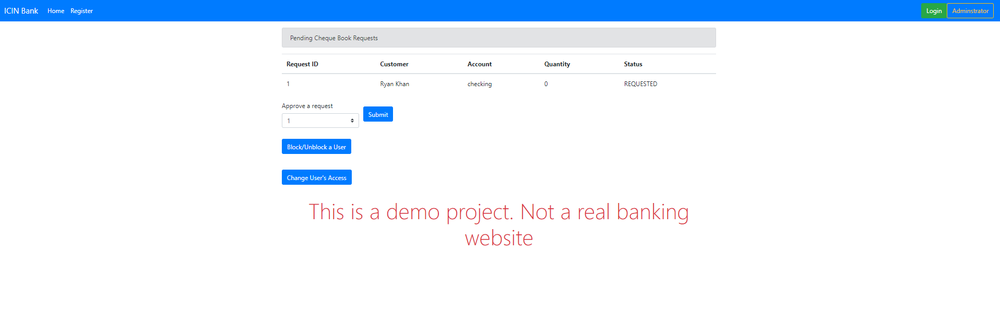 ICIN Bank Home Register Login Adminstrator
Pending Cheque Book Requests
Request ID Customer Account Quantity Status
1 Ryan Khan checking 0 REQUESTED
Approve a request
1 Submit
Block/Unblock a User
Change User's Access
This is a demo project. Not a real banking
website